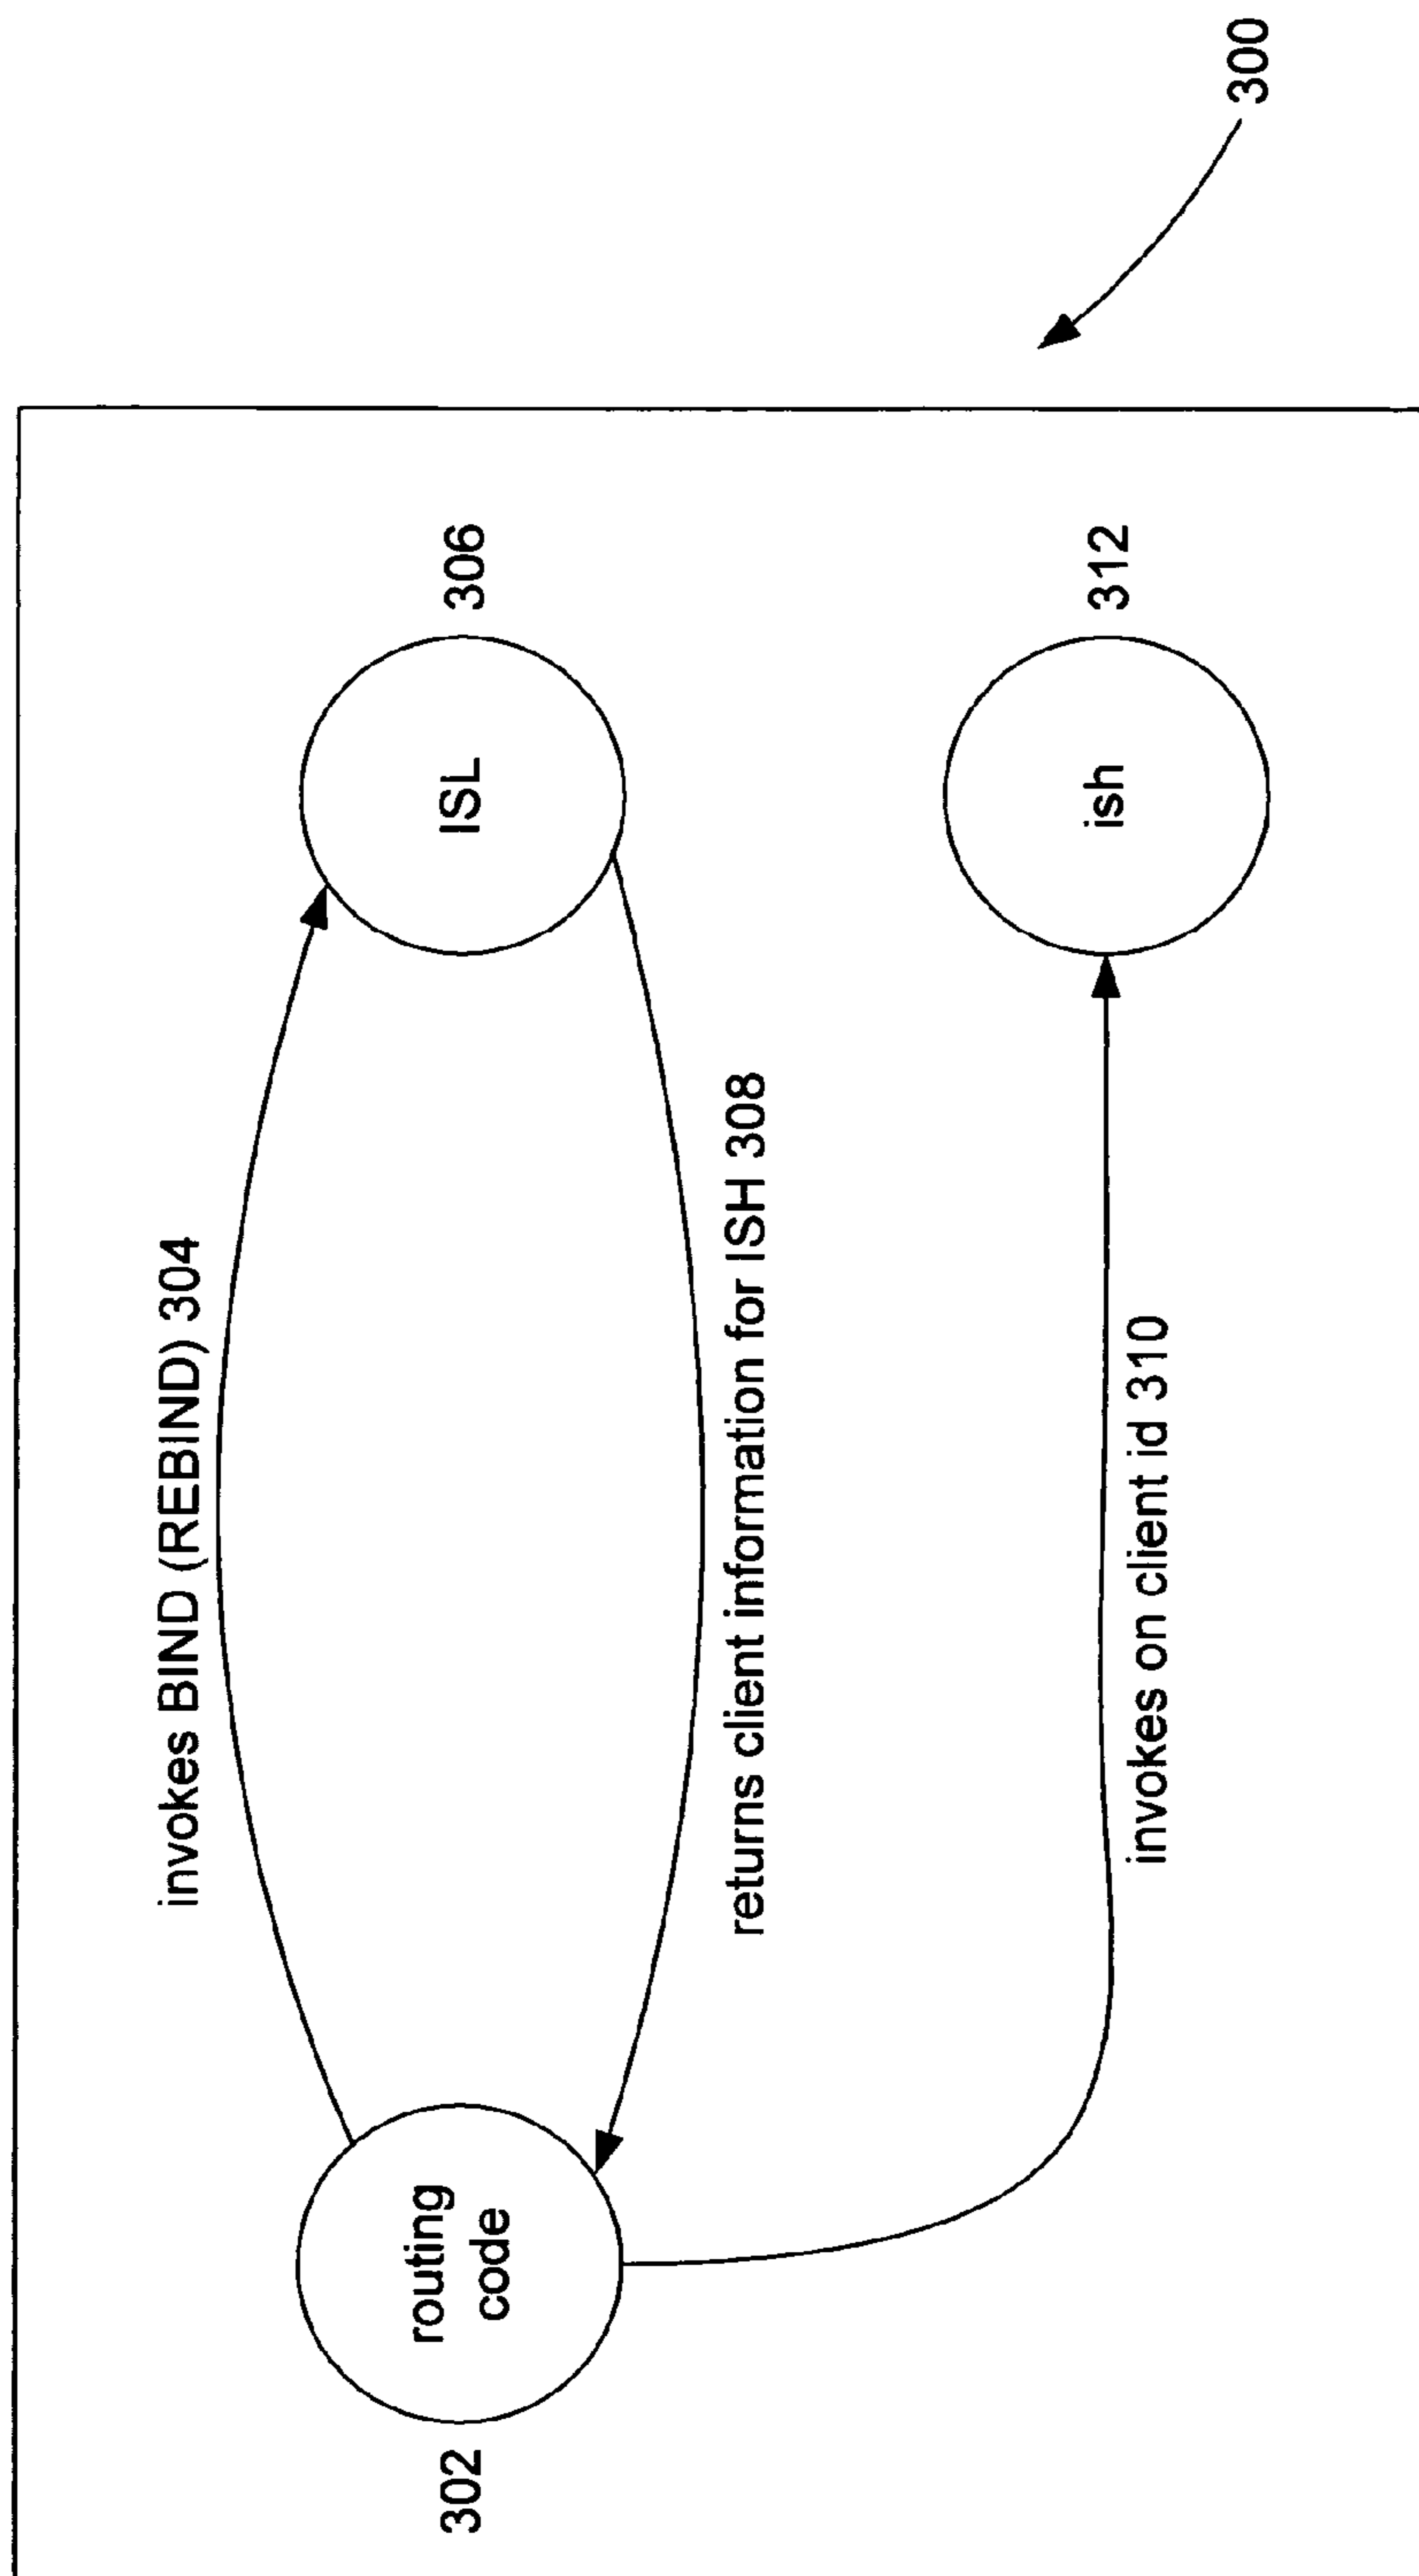 invokes BIND (REBIND) 304
302
routing
code
ISL
306
returns client information for ISH 308
invokes on client id 310
ish
312
300